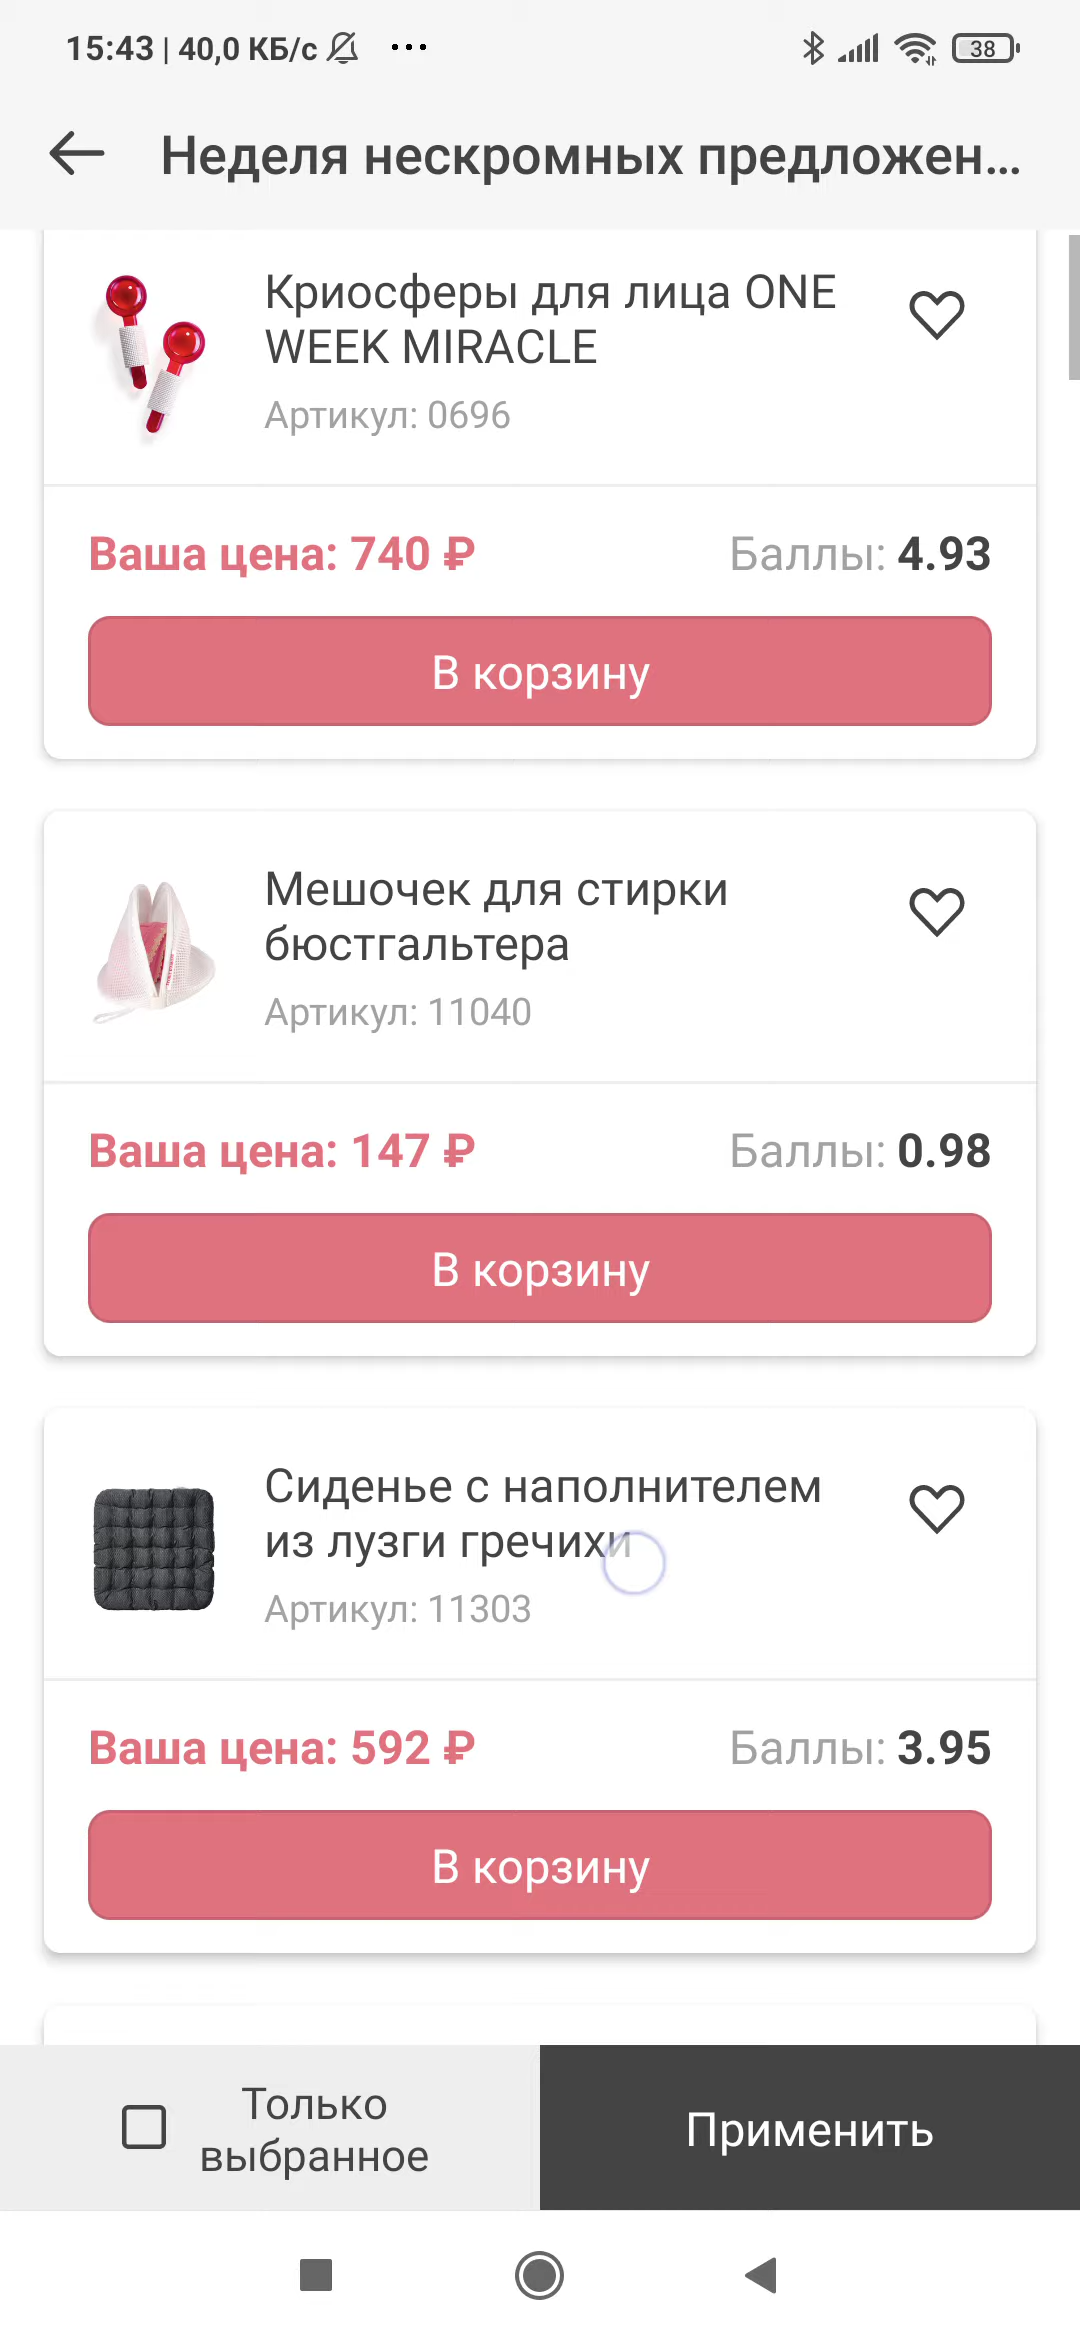 15:43 | 40,0 КБ/с ...
38
Неделя нескромных предложен...
Криосферы для лица ONE
WEEK MIRACLE
Артикул: 0696
Ваша цена: 740 ₽ Баллы: 4.93
В корзину
Мешочек для стирки
бюстгальтера
Артикул: 11040
Ваша цена: 147 ₽ Баллы: 0.98
В корзину
Сиденье с наполнителем
из лузги гречихи
Артикул: 11303
Ваша цена: 592 ₽ Баллы: 3.95
В корзину
Только
выбранное
Применить